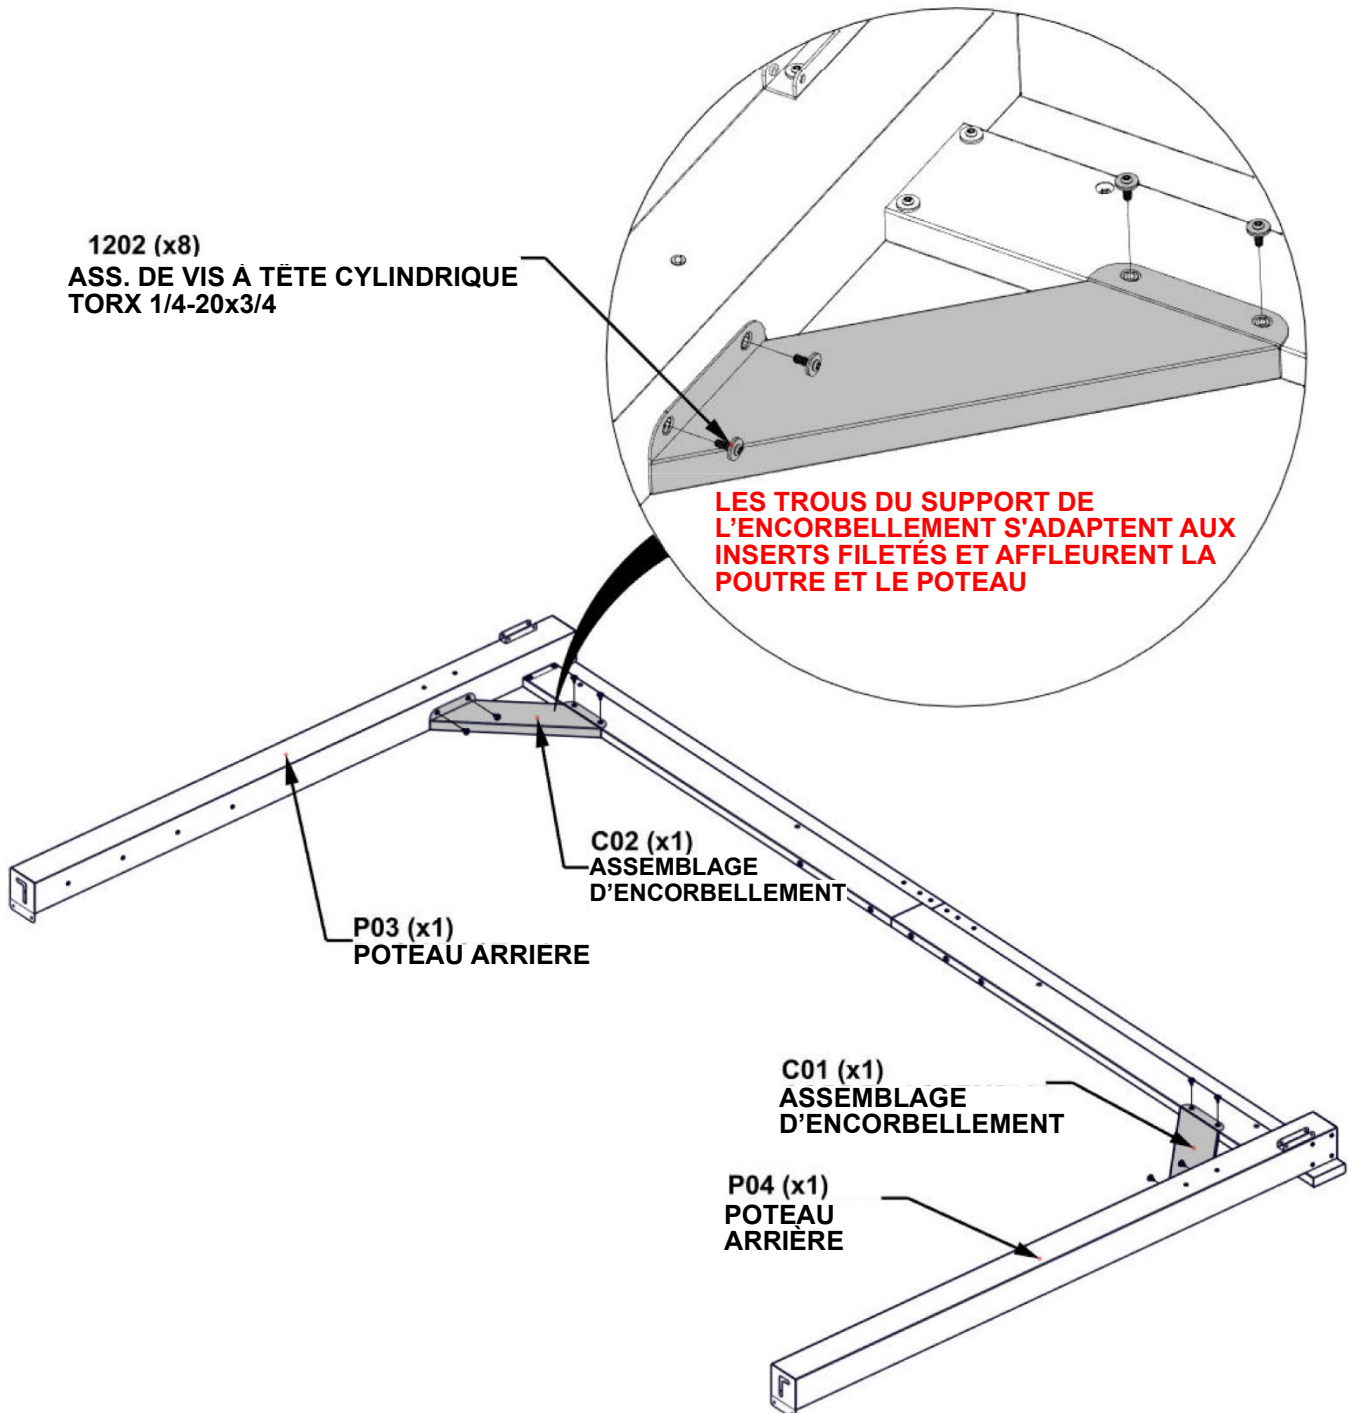 1202 (x8)
ASS. DE VIS À TÊTE CYLINDRIQUE
TORX 1/4-20x3/4
LES TROUS DU SUPPORT DE
L’ENCORBELLEMENT S'ADAPTENT AUX
INSERTS FILETÉS ET AFFLEURENT LA
POUTRE ET LE POTEAU
C02 (x1)
ASSEMBLAGE
D’ENCORBELLEMENT
P03 (x1)
POTEAU ARRIERE
C01 (x1)
ASSEMBLAGE
D'ENCORBELLEMENT
P04 (x1)
POTEAU
ARRIÈRE